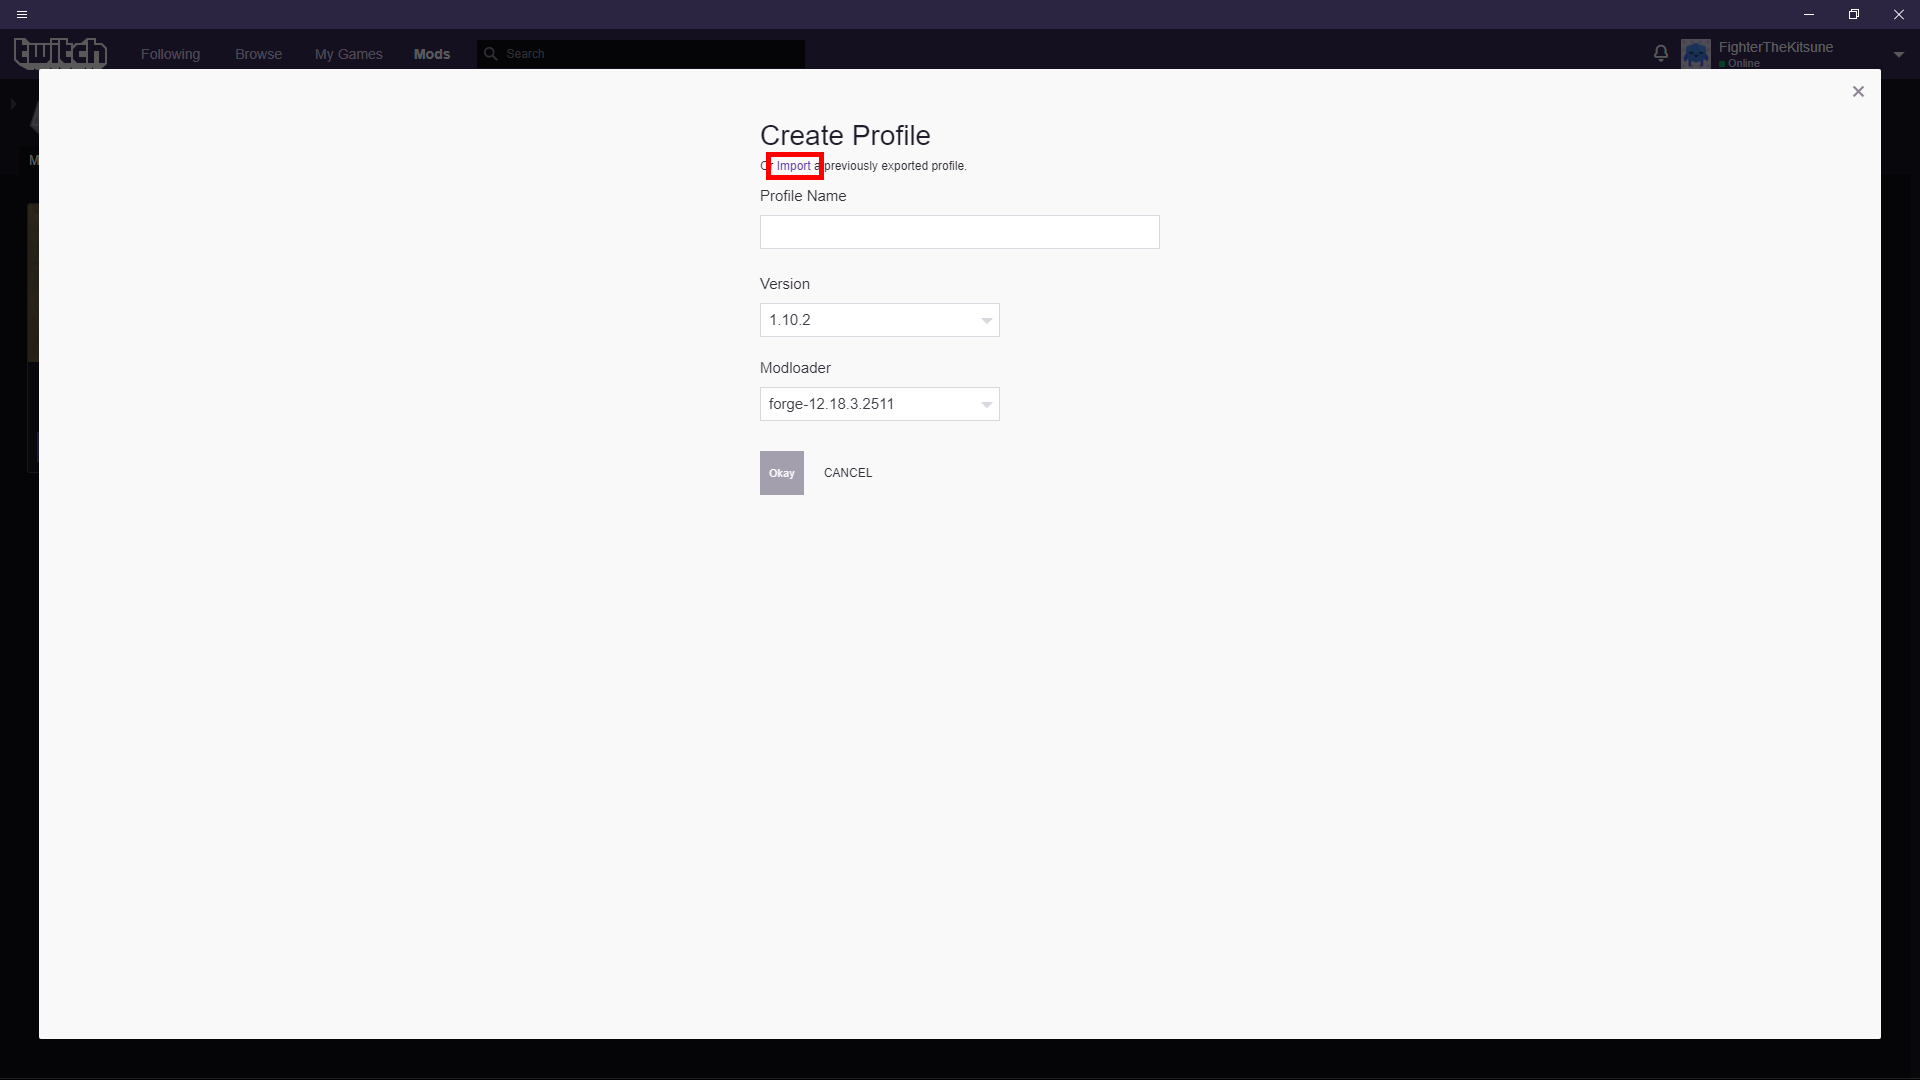 twitch
Following
Browse
My Games
Mods
Search
FighterTheKitsune
Online
M
Create Profile
Or Import a previously exported profile.
Profile Name
Version
1.10.2
Modloader
forge-12.18.3.2511
Okay
CANCEL